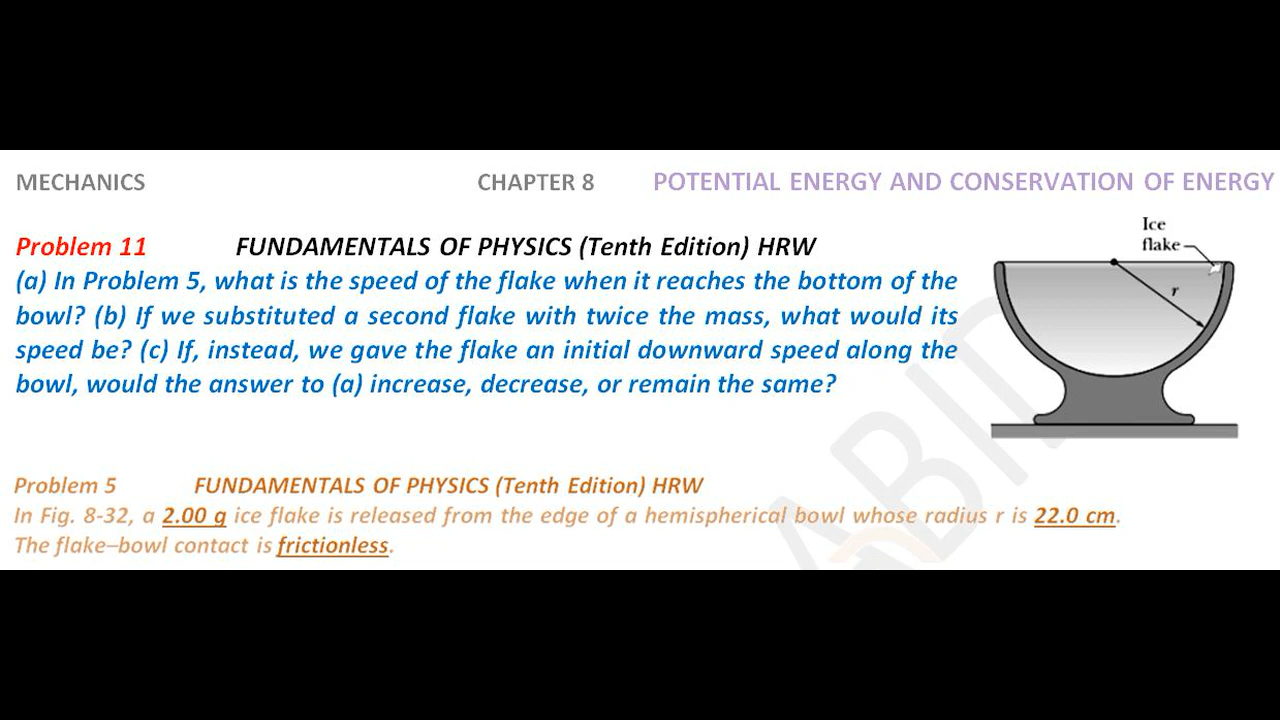 MECHANICS CHAPTER 8 POTENTIAL ENERGY AND CONSERVATION OF ENERGY
Problem 11 FUNDAMENTALS OF PHYSICS (Tenth Edition) HRW
(a) In Problem 5, what is the speed of the flake when it reaches the bottom of the
bowl? (b) If we substituted a second flake with twice the mass, what would its
speed be? (c) If, instead, we gave the flake an initial downward speed along the
bowl, would the answer to (a) increase, decrease, or remain the same?
Ice
flake
r
Problem 5 FUNDAMENTALS OF PHYSICS (Tenth Edition) HRW
In Fig. 8-32, a 2.00 g ice flake is released from the edge of a hemispherical bowl whose radius r is 22.0 cm.
The flake–bowl contact is frictionless.
ABID